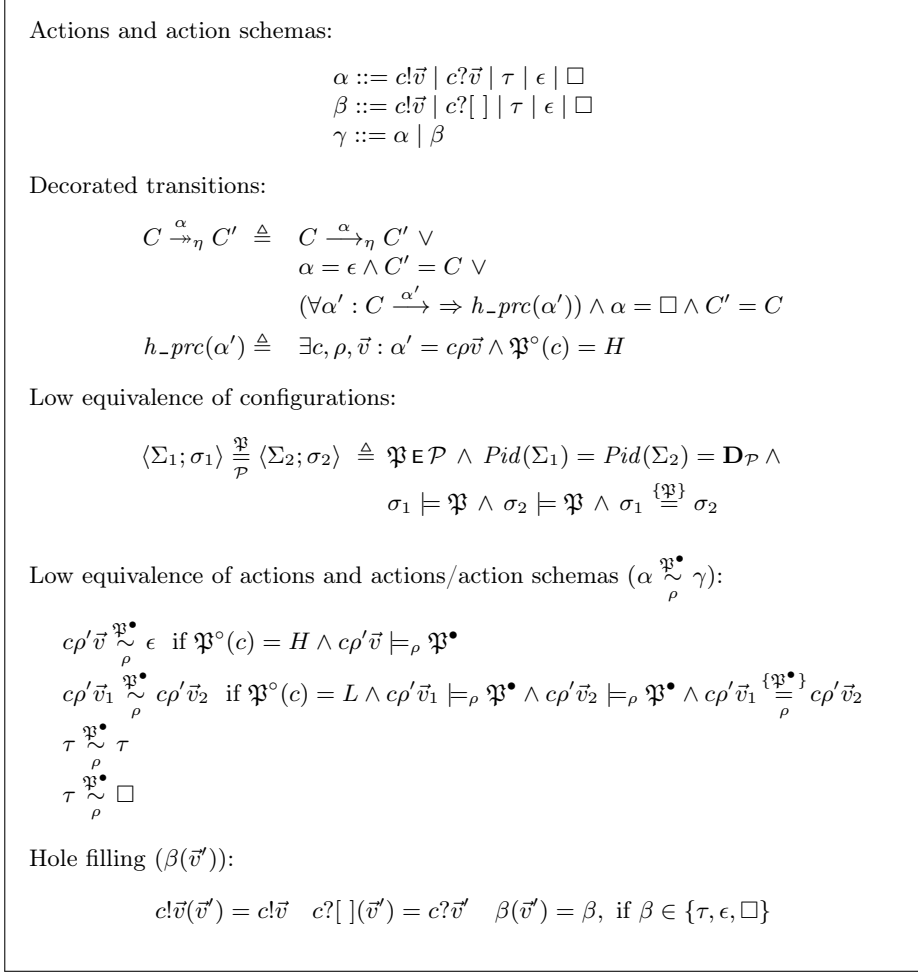 Actions and action schemas:
α ::= c!v⃗ | c?v⃗ | τ | ϵ | □
β ::= c!v⃗ | c?[ ] | τ | ϵ | □
γ ::= α | β
Decorated transitions:
C ↠^α_η C′ ≜ C ⟶^α_η C′ ∨
α = ϵ ∧ C′ = C ∨
(∀α′ : C ⟶^α′ ⇒ h_prc(α′)) ∧ α = □ ∧ C′ = C
h_prc(α′) ≜ ∃c, ρ, v⃗ : α′ = cρv⃗ ∧ 𝔓°(c) = H
Low equivalence of configurations:
⟨Σ₁; σ₁⟩ =^𝔓_𝒫 ⟨Σ₂; σ₂⟩ ≜ 𝔓 E 𝒫 ∧ Pid(Σ₁) = Pid(Σ₂) = D_𝒫 ∧
σ₁ ⊨ 𝔓 ∧ σ₂ ⊨ 𝔓 ∧ σ₁ =^{𝔓} σ₂
Low equivalence of actions and actions/action schemas (α ∼^𝔓•_ρ γ):
cρ′v⃗ ∼^𝔓•_ρ ϵ if 𝔓°(c) = H ∧ cρ′v⃗ ⊨_ρ 𝔓•
cρ′v⃗₁ ∼^𝔓•_ρ cρ′v⃗₂ if 𝔓°(c) = L ∧ cρ′v⃗₁ ⊨_ρ 𝔓• ∧ cρ′v⃗₂ ⊨_ρ 𝔓• ∧ cρ′v⃗₁ =^{𝔓•}_ρ cρ′v⃗₂
τ ∼^𝔓•_ρ τ
τ ∼^𝔓•_ρ □
Hole filling (β(v⃗′)):
c!v⃗(v⃗′) = c!v⃗ c?[ ](v⃗′) = c?v⃗′ β(v⃗′) = β, if β ∈ {τ, ϵ, □}